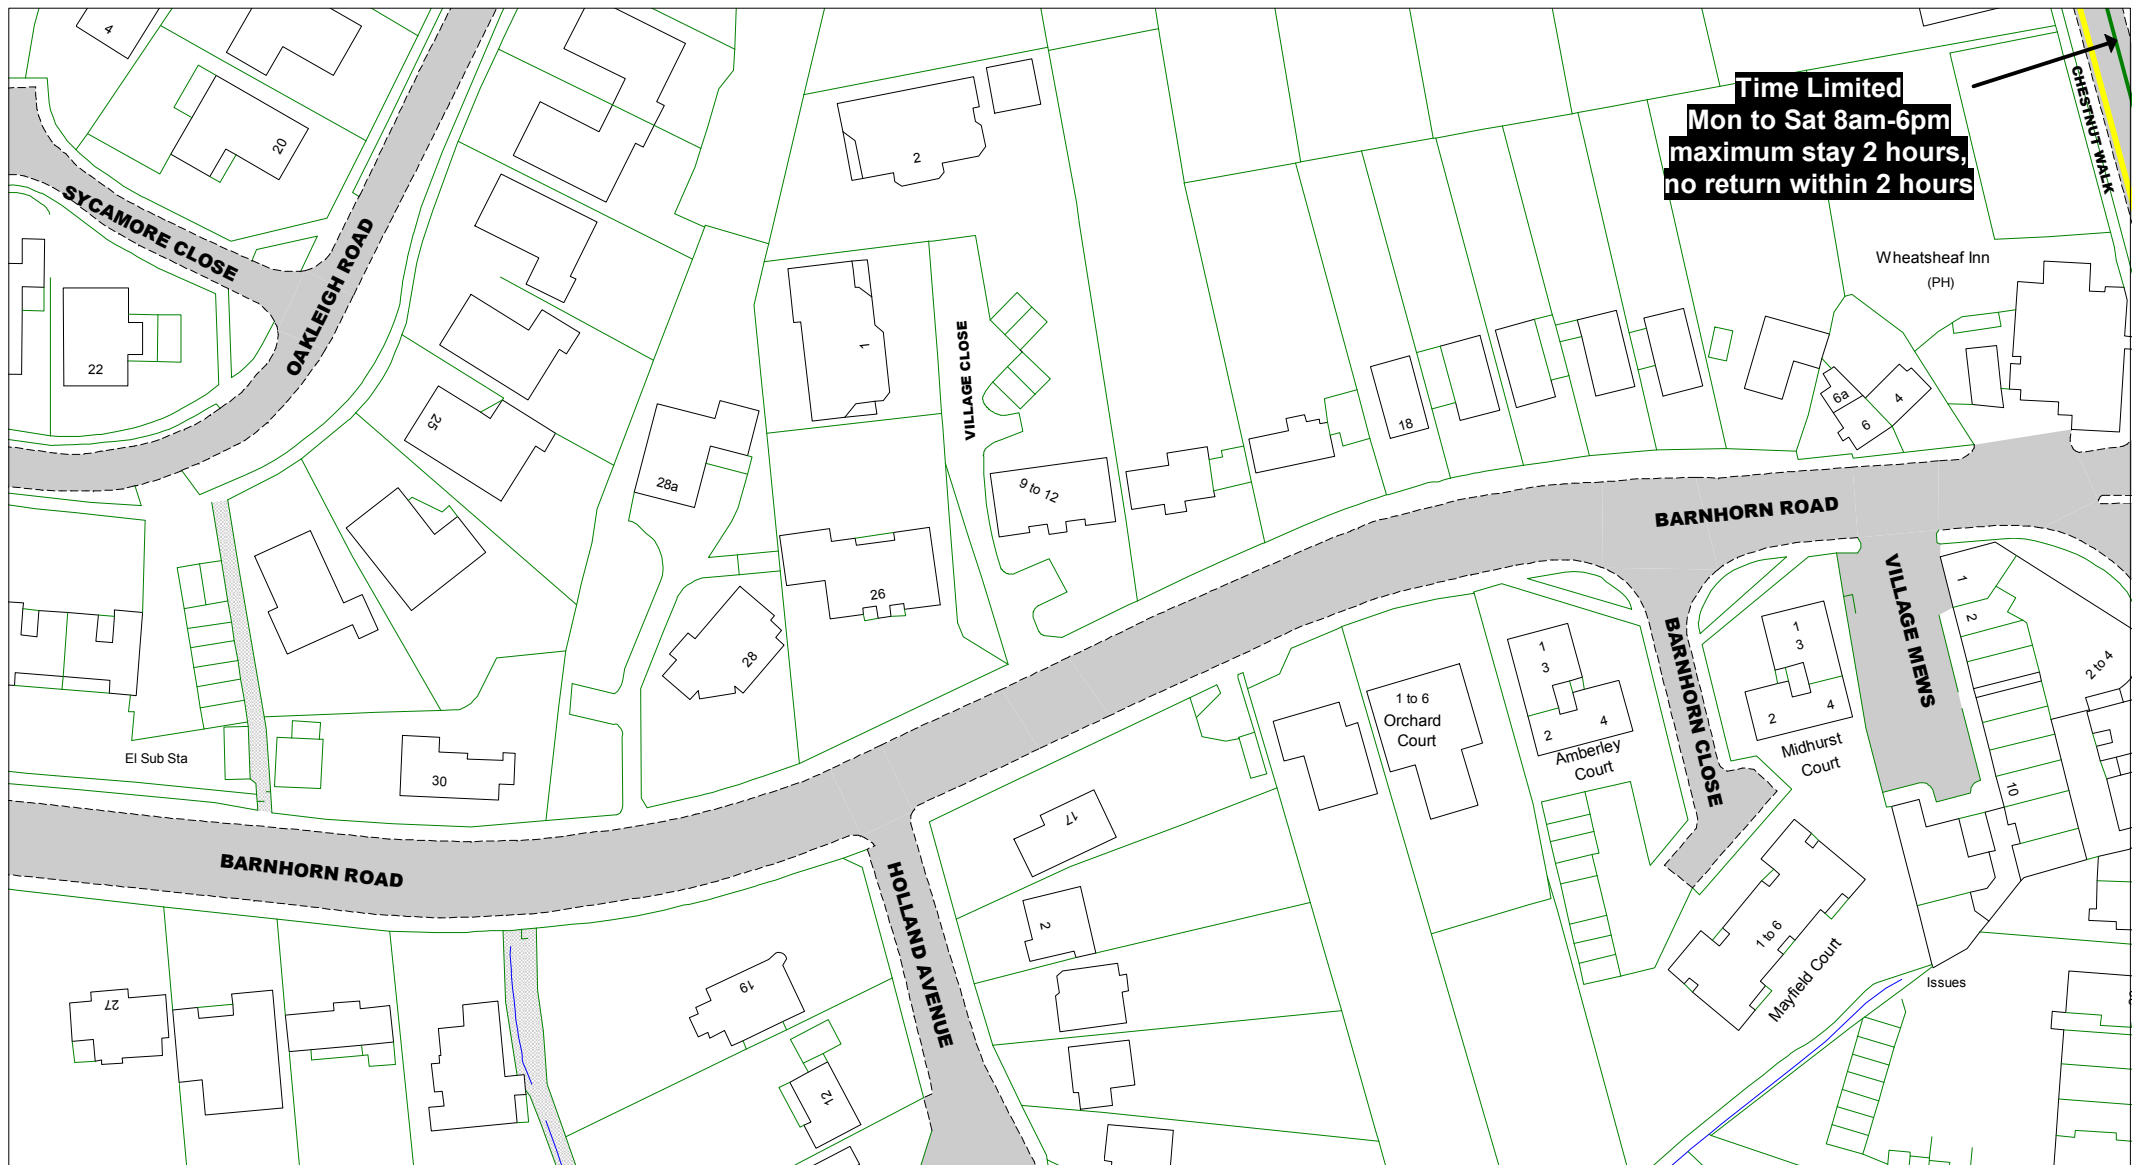 4
20
SYCAMORE CLOSE
OAKLEIGH ROAD
22
25
2
1
VILLAGE CLOSE
Time Limited
Mon to Sat 8am-6pm
maximum stay 2 hours,
no return within 2 hours
CHESTNUT WALK
Wheatsheaf Inn
(PH)
28a
9 to 12
18
6a
6
4
BARNHORN ROAD
26
28
30
El Sub Sta
VILLAGE MEWS
1
2
2 to 4
10
BARNHORN CLOSE
1
3
2
4
Amberley
Court
1
3
2
4
Midhurst
Court
1 to 6
Orchard
Court
17
2
BARNHORN ROAD
HOLLAND AVENUE
27
19
12
1 to 6
Mayfield Court
Issues